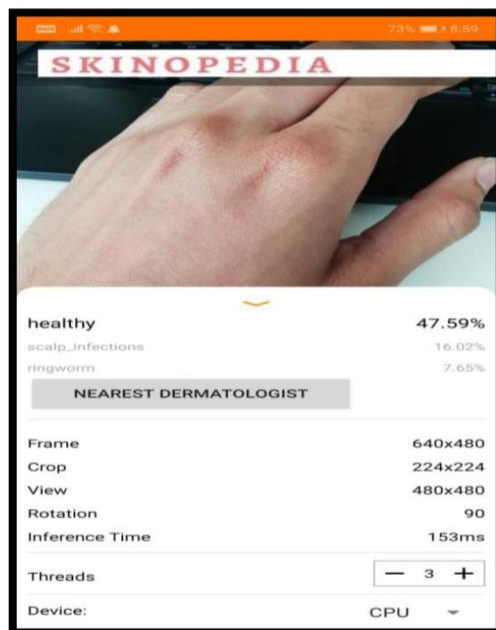 73% 8:59
SKINOPEDIA
healthy 47.59%
scalp_infections 16.02%
ringworm 7.65%
NEAREST DERMATOLOGIST
Frame 640x480
Crop 224x224
View 480x480
Rotation 90
Inference Time 153ms
Threads 3
Device: CPU